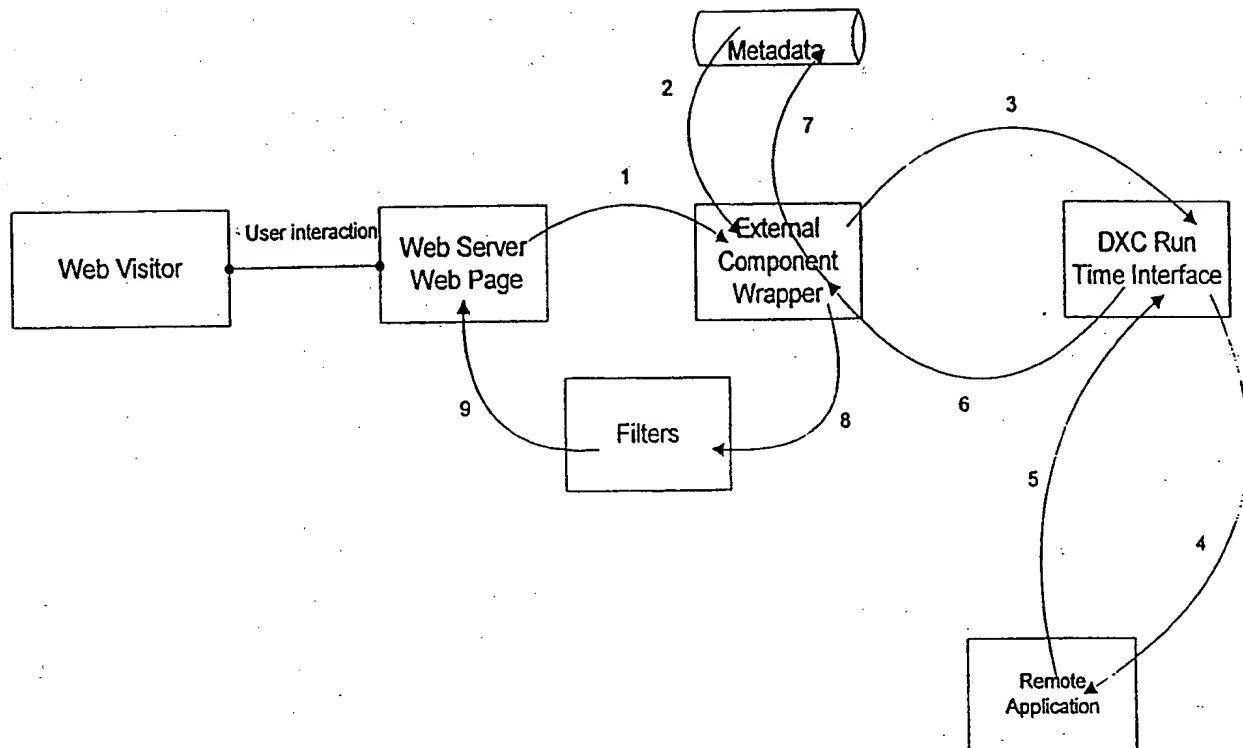 Metadata
2
3
7
1
User interaction
Web Visitor
Web Server
Web Page
External
Component
Wrapper
DXC Run
Time Interface
9
Filters
8
6
5
4
Remote
Application